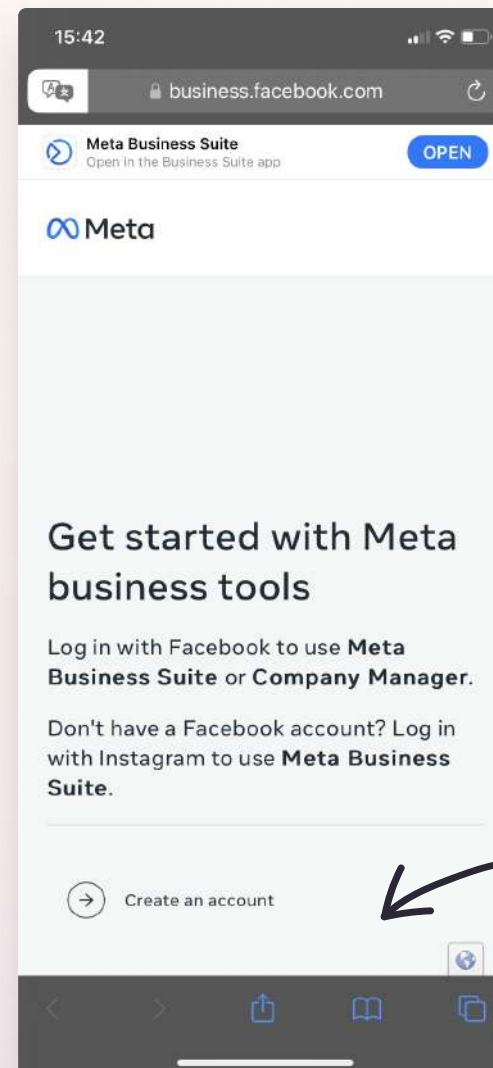 15:42
business.facebook.com
Meta Business Suite
Open in the Business Suite app
OPEN
Meta
Get started with Meta
business tools
Log in with Facebook to use Meta
Business Suite or Company Manager.
Don't have a Facebook account? Log in
with Instagram to use Meta Business
Suite.
Create an account